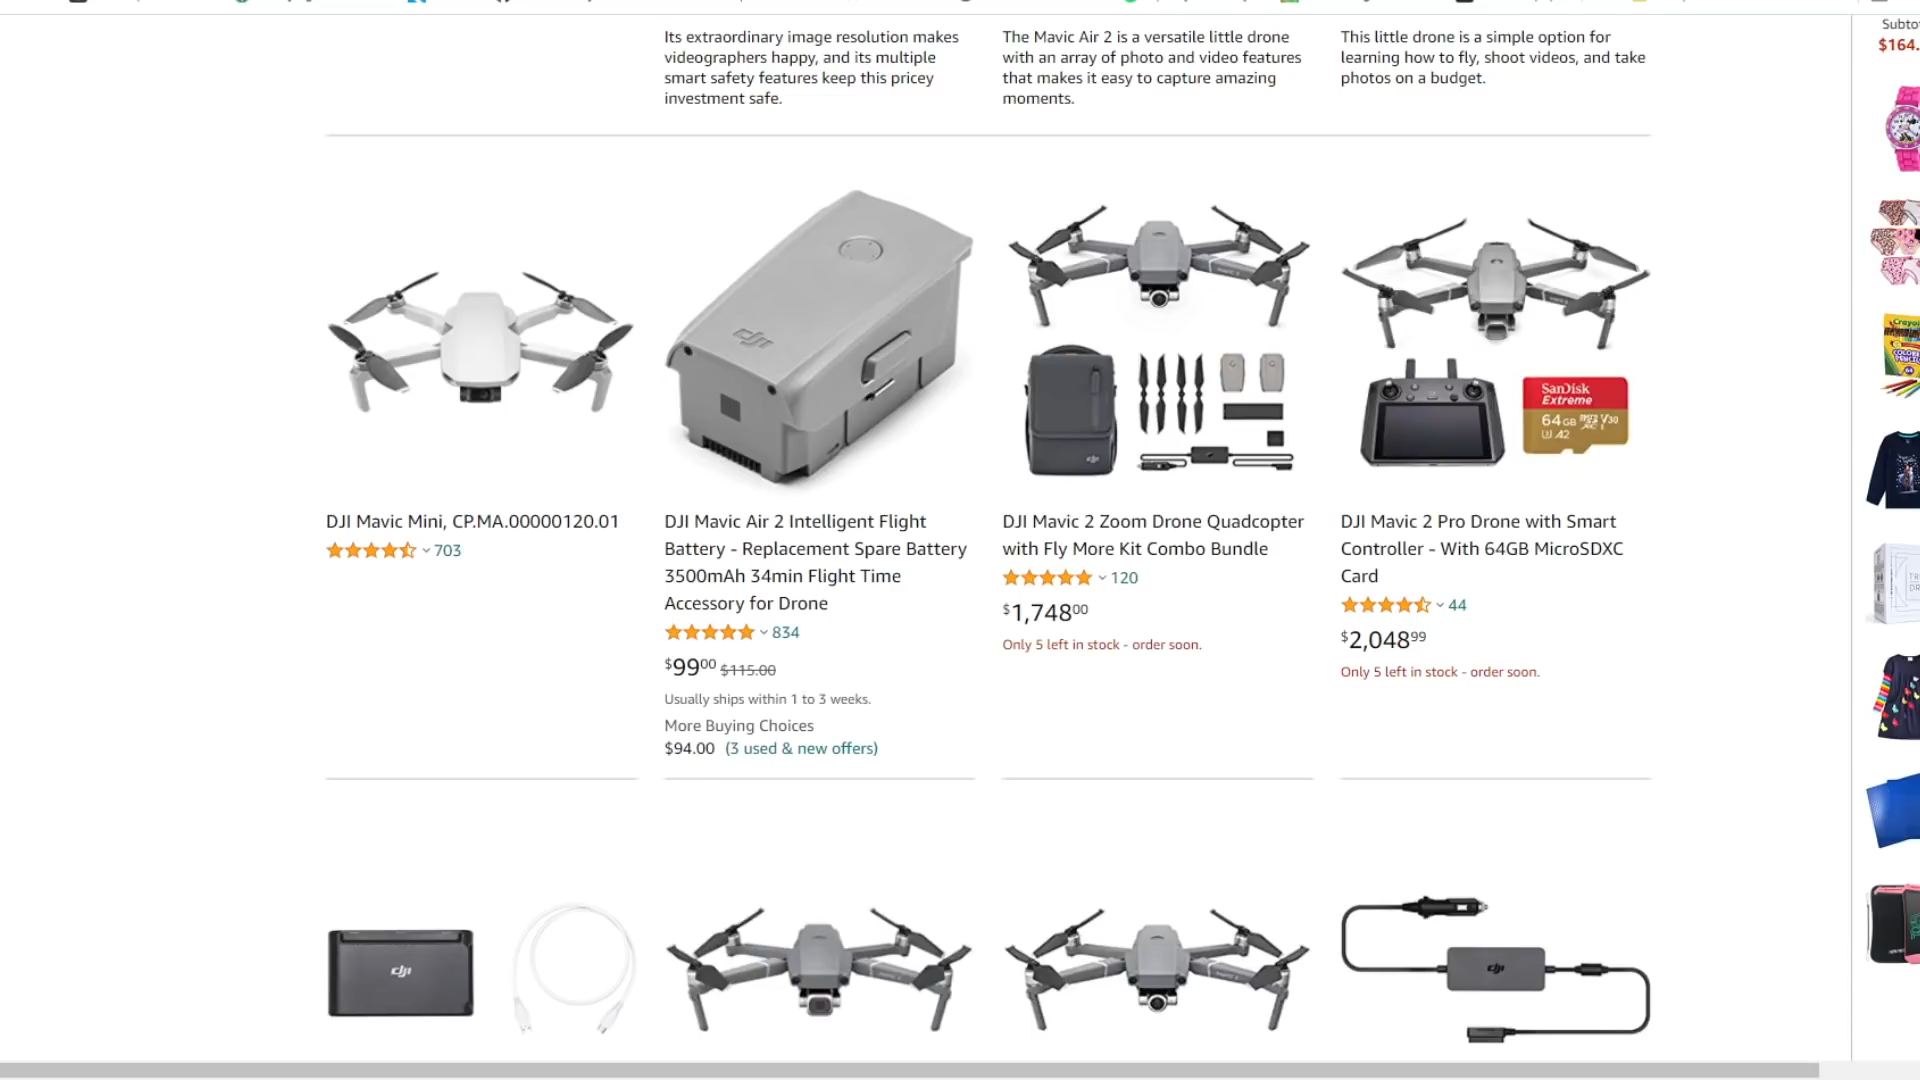 Its extraordinary image resolution makes
videographers happy, and its multiple
smart safety features keep this pricey
investment safe.
The Mavic Air 2 is a versatile little drone
with an array of photo and video features
that makes it easy to capture amazing
moments.
This little drone is a simple option for
learning how to fly, shoot videos, and take
photos on a budget.
Subto
$164.
dji
dji
SanDisk
Extreme
64GB
V30
A2
Crayol
COLORE
DJI Mavic Mini, CP.MA.00000120.01
703
DJI Mavic Air 2 Intelligent Flight
Battery - Replacement Spare Battery
3500mAh 34min Flight Time
Accessory for Drone
834
$9900 $115.00
Usually ships within 1 to 3 weeks.
More Buying Choices
$94.00 (3 used & new offers)
DJI Mavic 2 Zoom Drone Quadcopter
with Fly More Kit Combo Bundle
120
$1,74800
Only 5 left in stock - order soon.
DJI Mavic 2 Pro Drone with Smart
Controller - With 64GB MicroSDXC
Card
44
$2,04899
Only 5 left in stock - order soon.
dji
dji